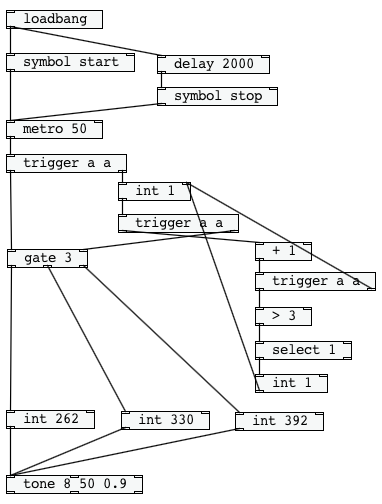 loadbang
symbol start
delay 2000
symbol stop
metro 50
trigger a a
int 1
trigger a a
gate 3
+ 1
trigger a a
> 3
select 1
int 1
int 262
int 330
int 392
tone 8 50 0.9